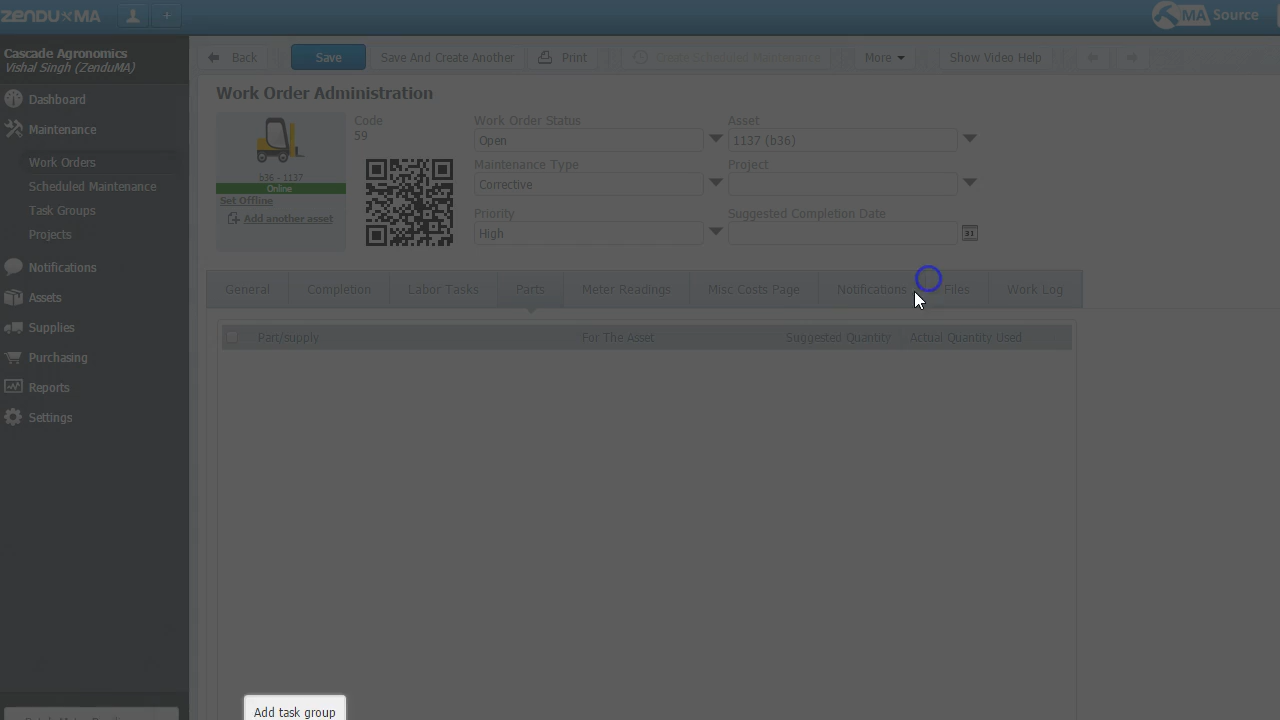 ZENDU MA
MA Source
Cascade Agronomics
Vishal Singh (ZenduMA)
Dashboard
Maintenance
Work Orders
Scheduled Maintenance
Task Groups
Projects
Notifications
Assets
Supplies
Purchasing
Reports
Settings
Back
Save
Save And Create Another
Print
Create Scheduled Maintenance
More
Show Video Help
Work Order Administration
b36 - 1137
Online
Set Offline
Add another asset
Code
59
Work Order Status
Open
Asset
1137 (b36)
Maintenance Type
Corrective
Project
Priority
High
Suggested Completion Date
31
General
Completion
Labor Tasks
Parts
Meter Readings
Misc Costs Page
Notifications
Files
Work Log
Part/supply
For The Asset
Suggested Quantity
Actual Quantity Used
Add task group